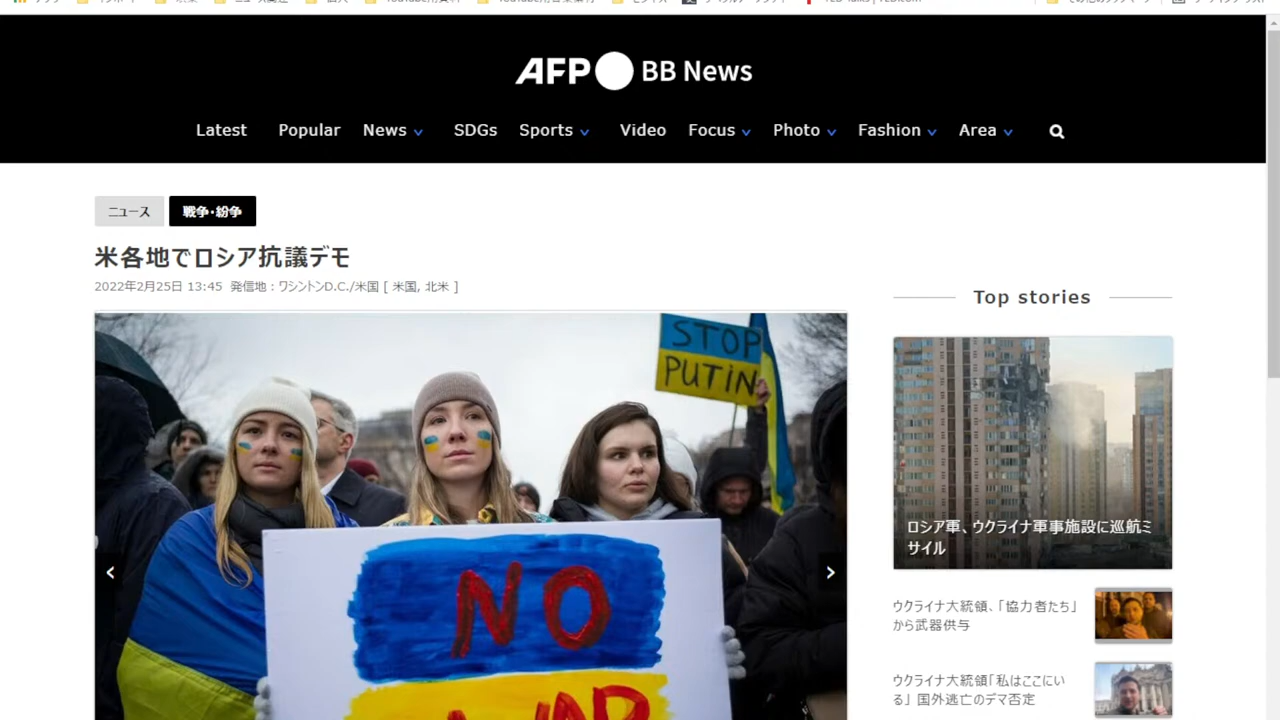 AFP BB News
Latest Popular News SDGs Sports Video Focus Photo Fashion Area
ニュース 戦争・紛争
米各地でロシア抗議デモ
2022年2月25日 13:45 発信地：ワシントンD.C./米国 [ 米国, 北米 ]
STOP
PUTIN
NO
WAR
Top stories
ロシア軍、ウクライナ軍事施設に巡航ミ
サイル
ウクライナ大統領、「協力者たち」
から武器供与
ウクライナ大統領「私はここにい
る」 国外逃亡のデマ否定